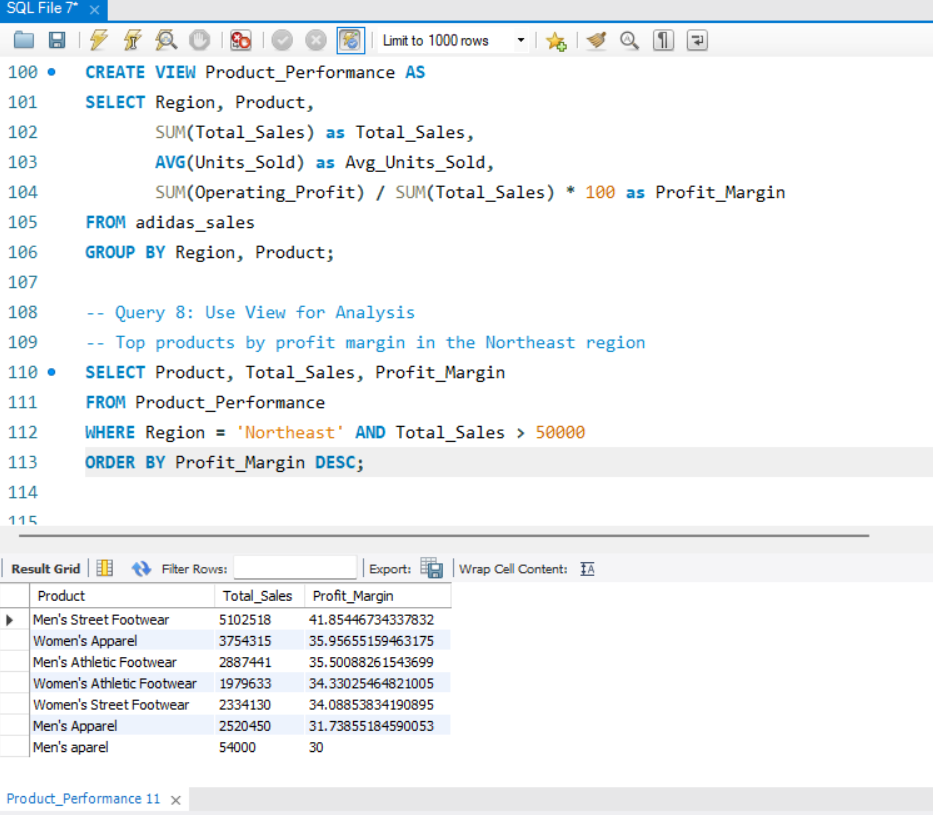 SQL File 7* ×
Limit to 1000 rows
100 CREATE VIEW Product_Performance AS
101 SELECT Region, Product,
102 SUM(Total_Sales) as Total_Sales,
103 AVG(Units_Sold) as Avg_Units_Sold,
104 SUM(Operating_Profit) / SUM(Total_Sales) * 100 as Profit_Margin
105 FROM adidas_sales
106 GROUP BY Region, Product;
107
108 -- Query 8: Use View for Analysis
109 -- Top products by profit margin in the Northeast region
110 SELECT Product, Total_Sales, Profit_Margin
111 FROM Product_Performance
112 WHERE Region = 'Northeast' AND Total_Sales > 50000
113 ORDER BY Profit_Margin DESC;
114
115
Result Grid Filter Rows: Export: Wrap Cell Content: IA
Product Total_Sales Profit_Margin
Men's Street Footwear 5102518 41.85446734337832
Women's Apparel 3754315 35.95655159463175
Men's Athletic Footwear 2887441 35.50088261543699
Women's Athletic Footwear 1979633 34.33025464821005
Women's Street Footwear 2334130 34.08853834190895
Men's Apparel 2520450 31.73855184590053
Men's aparel 54000 30
Product_Performance 11 ×